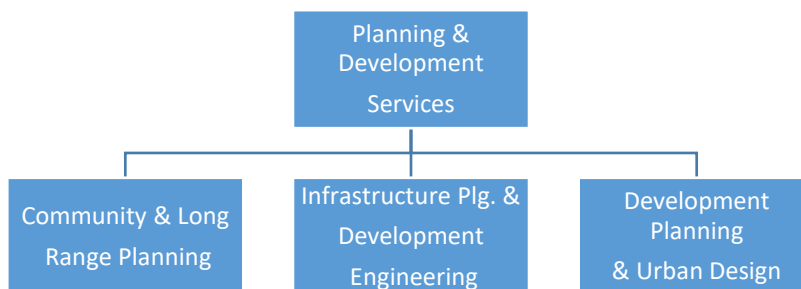 Planning &
Development
Services
Community & Long
Range Planning
Infrastructure Plg. &
Development
Engineering
Development
Planning
& Urban Design